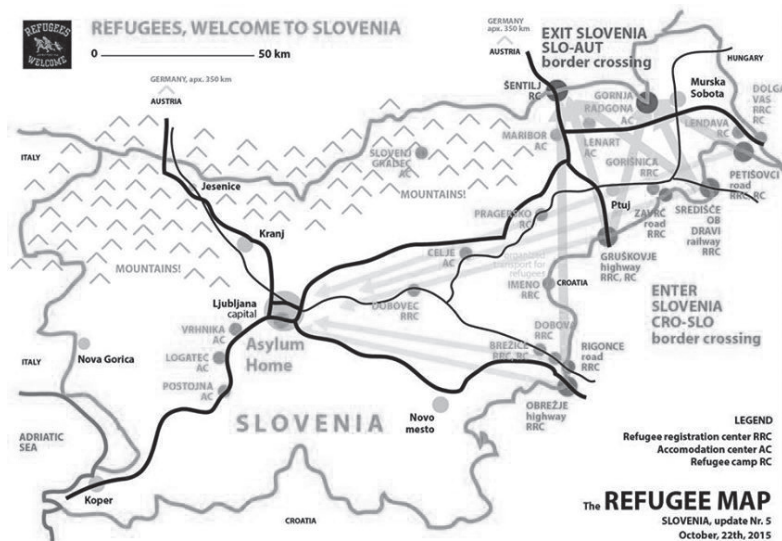 REFUGEES
WELCOME
REFUGEES, WELCOME TO SLOVENIA
0
50 km
GERMANY, apx. 350 km
AUSTRIA
GERMANY
apx. 350 km
AUSTRIA
EXIT SLOVENIA
SLO-AUT
border crossing
HUNGARY
ŠENTILJ
RC
GORNJA
RADGONA
AC
Murska
Sobota
DOLGA
VAS RRC
RC
LENDAVA
RC
MARIBOR
AC
LENART
AC
GORIŠNICA
RRC
PETIŠOVCI
road
RRC, RC
ITALY
SLOVENJ
GRADEC
AC
MOUNTAINS!
Jesenice
Kranj
MOUNTAINS!
PRAGERSKO
RC
Ptuj
ZAVRČ
road
RRC
SREDIŠČE
OB
DRAVI
railway
RRC
GRUŠKOVJE
highway
RRC, RC
CELJE
AC
transport for
refugees
IMENO
RRC
CROATIA
ENTER
SLOVENIA
CRO-SLO
border crossing
Ljubljana
capital
DOBOVEC
RRC
VRHNIKA
AC
Asylum
Home
Nova Gorica
LOGATEC
AC
POSTOJNA
AC
DOBOVA
RRC
BREŽICE
RRC, RC
RIGONCE
road
RRC
ITALY
ADRIATIC
SEA
SLOVENIA
Novo
mesto
OBREŽJE
highway
RRC
Koper
CROATIA
LEGEND
Refugee registration center RRC
Accomodation center AC
Refugee camp RC
The REFUGEE MAP
SLOVENIA, update Nr. 5
October, 22th, 2015